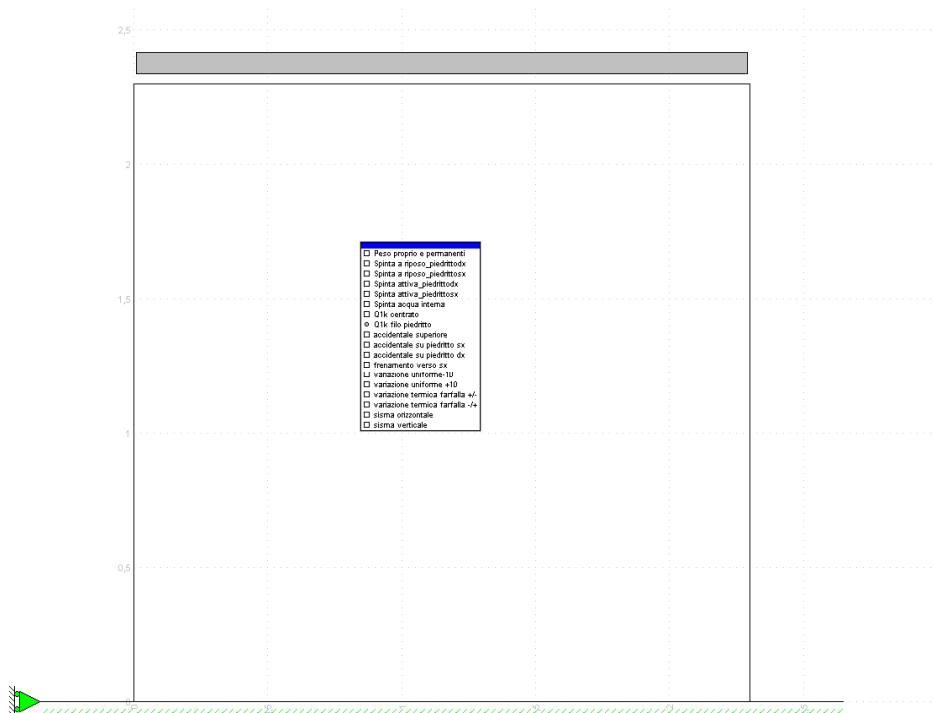 2,5
2
1,5
1
0,5
Peso proprio e permanenti
Spinta a riposo_piedrittodx
Spinta a riposo_piedrittosx
Spinta attiva_piedrittodx
Spinta attiva_piedrittosx
Spinta acqua interna
Q1k centrato
Q1k filo piedritto
accidentale superiore
accidentale su piedritto sx
accidentale su piedritto dx
frenamento verso sx
variazione uniforme-10
variazione uniforme +10
variazione termica farfalla +/-
variazione termica farfalla -/+
sisma orizzontale
sisma verticale